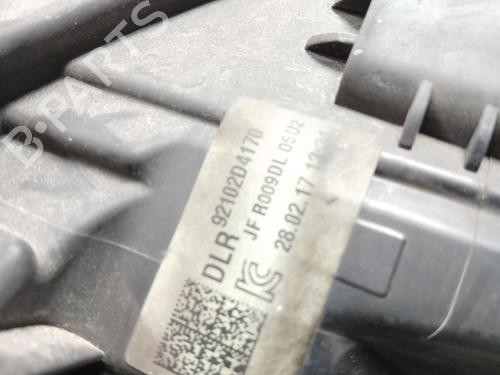 B-PARTS
DLR 92102D4170
JF R009DL 05U2
28.02.17